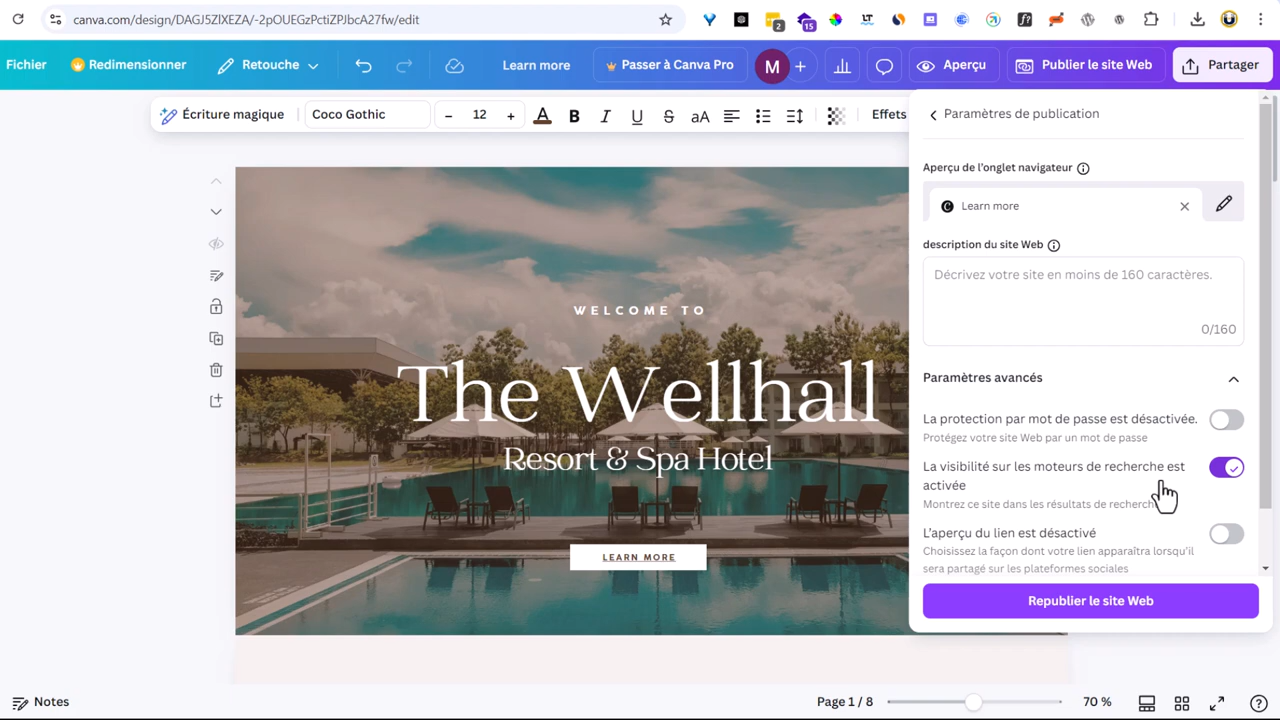 canva.com/design/DAGJ5ZlXEZA/-2pOUEGzPctiZPJbcA27fw/edit
2
15
LT
f?
Fichier
Redimensionner
Retouche
Learn more
Passer à Canva Pro
M
+
Aperçu
Publier le site Web
Partager
Écriture magique
Coco Gothic
– 12 +
A
B
I
U
S
aA
Effets
Paramètres de publication
Aperçu de l'onglet navigateur
Learn more
description du site Web
Décrivez votre site en moins de 160 caractères.
0/160
Paramètres avancés
La protection par mot de passe est désactivée.
Protégez votre site Web par un mot de passe
La visibilité sur les moteurs de recherche est
activée
Montrez ce site dans les résultats de recherche
L'aperçu du lien est désactivé
Choisissez la façon dont votre lien apparaîtra lorsqu'il
sera partagé sur les plateformes sociales
Republier le site Web
WELCOME TO
The Wellhall
Resort & Spa Hotel
LEARN MORE
Notes
Page 1 / 8
70 %